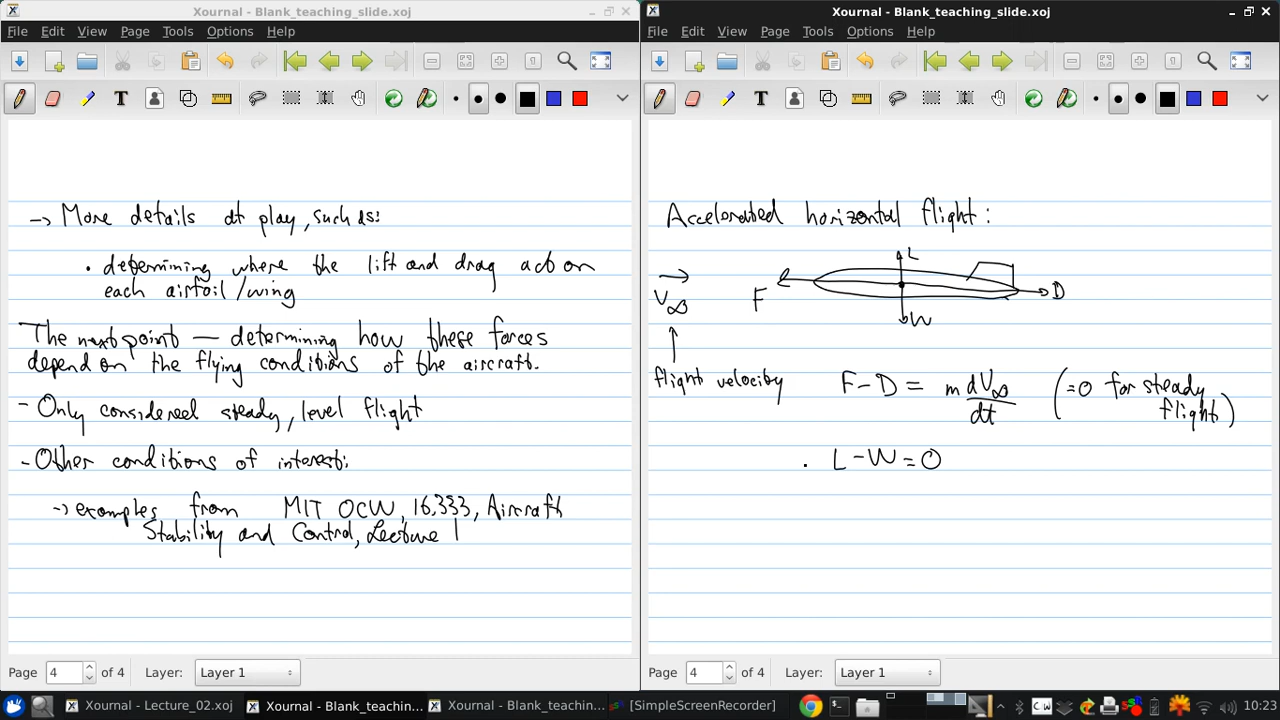 Xournal - Blank_teaching_slide.xoj
File Edit View Page Tools Options Help
→ More details at play, such as:
• determining where the lift and drag act on
each airfoil/wing
The next point — determining how these forces
depend on the flying conditions of the aircraft.
- Only considered steady, level flight
- Other conditions of interest:
→ examples from MIT OCW, 16.333, Aircraft
Stability and Control, Lecture 1
Page 4 of 4 Layer: Layer 1
Xournal - Blank_teaching_slide.xoj
File Edit View Page Tools Options Help
Accelerated horizontal flight:
L
V∞ F D
W
flight velocity
F - D = m dV∞/dt (=0 for steady
flight)
• L - W = 0
Page 4 of 4 Layer: Layer 1
Xournal - Lecture_02.xoj Xournal - Blank_teachin... Xournal - Blank_teachin... [SimpleScreenRecorder] 10:23